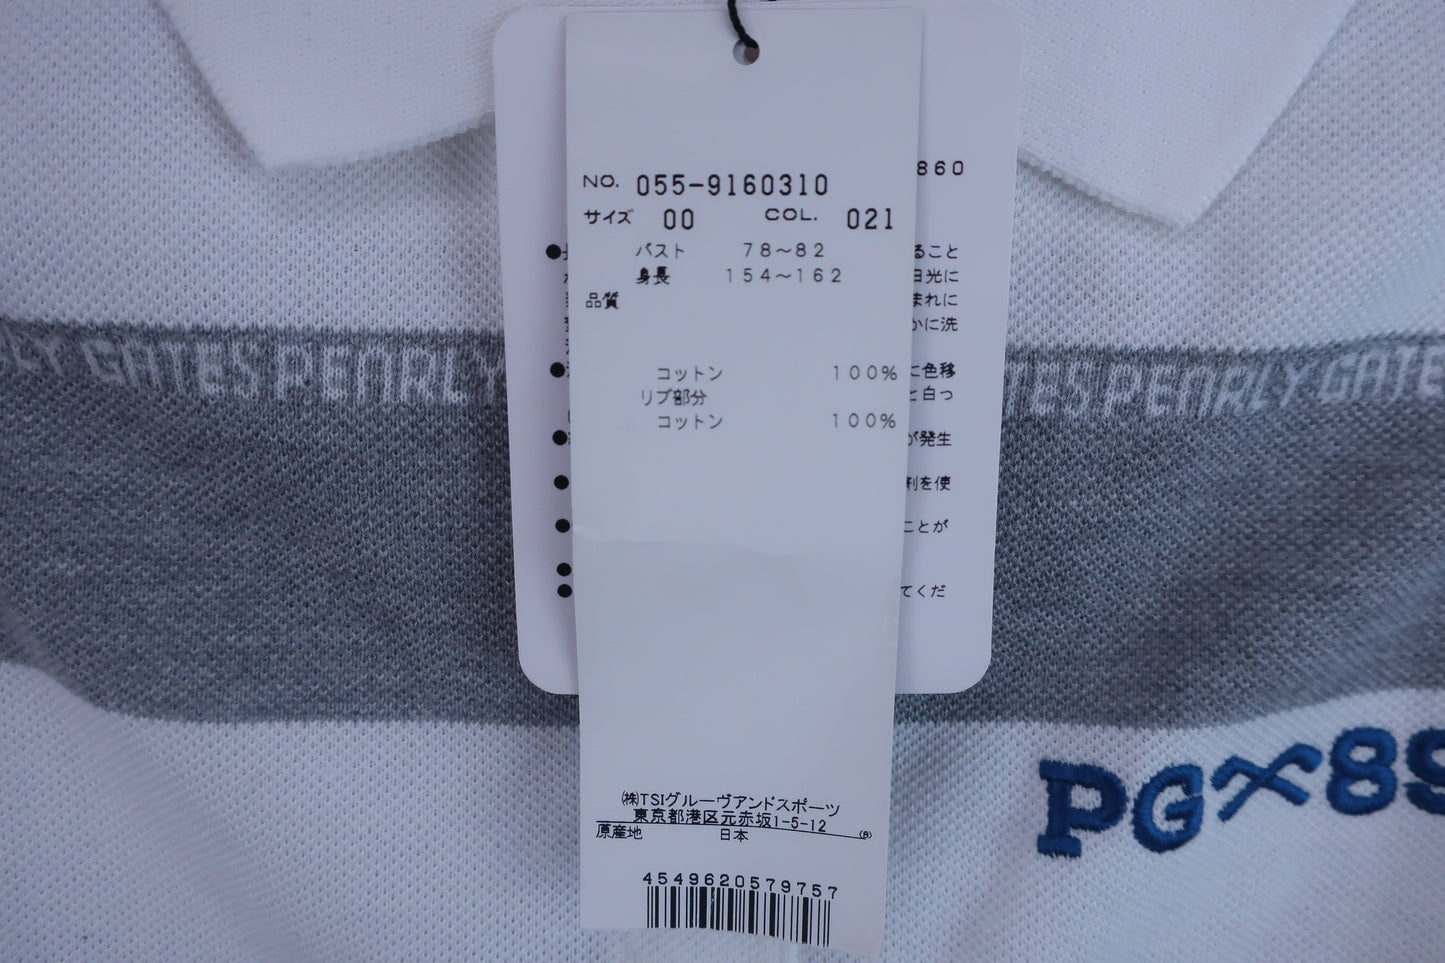 NO. 055-9160310
サイズ 00 COL. 021
バスト 78～82
身長 154～162
品質
コットン 100%
リブ部分
コットン 100%
㈱TSIグルーヴアンドスポーツ
東京都港区元赤坂1-5-12
原産地 日本 (B)
4549620579757
860
ること
日光に
まれに
かに洗
に色移
と白っ
が発生
剤を使
ことが
てくだ
GATES PEARLY
TES PEARLY GATE
PG 89